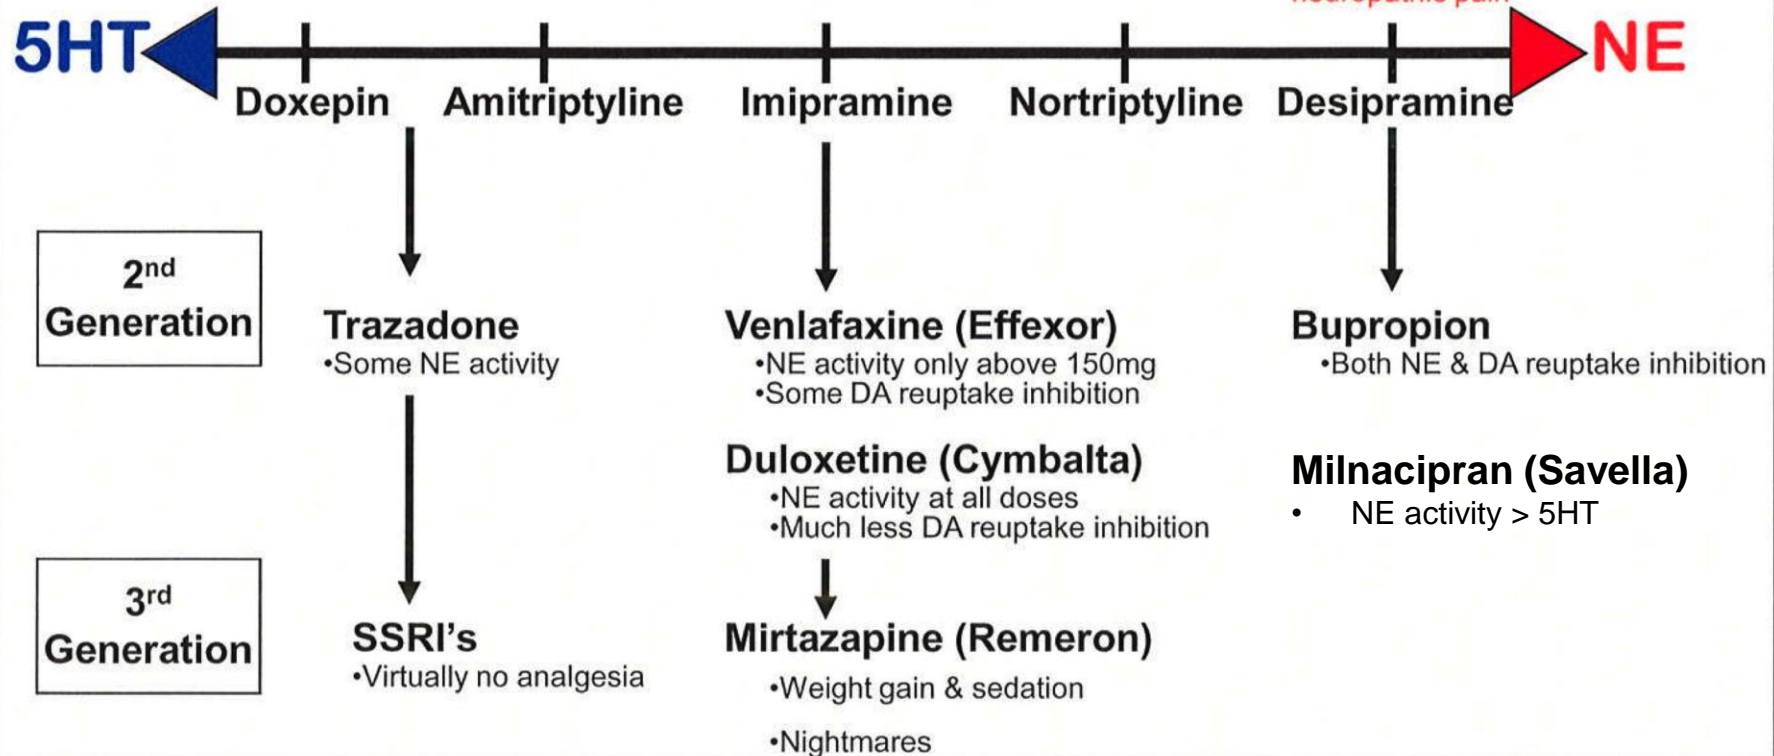 neuropathic pain
5HT
NE
Doxepin Amitriptyline Imipramine Nortriptyline Desipramine
2nd
Generation
Trazadone
•Some NE activity
Venlafaxine (Effexor)
•NE activity only above 150mg
•Some DA reuptake inhibition
Bupropion
•Both NE & DA reuptake inhibition
Duloxetine (Cymbalta)
•NE activity at all doses
•Much less DA reuptake inhibition
Milnacipran (Savella)
• NE activity > 5HT
3rd
Generation
SSRI's
•Virtually no analgesia
Mirtazapine (Remeron)
•Weight gain & sedation
•Nightmares